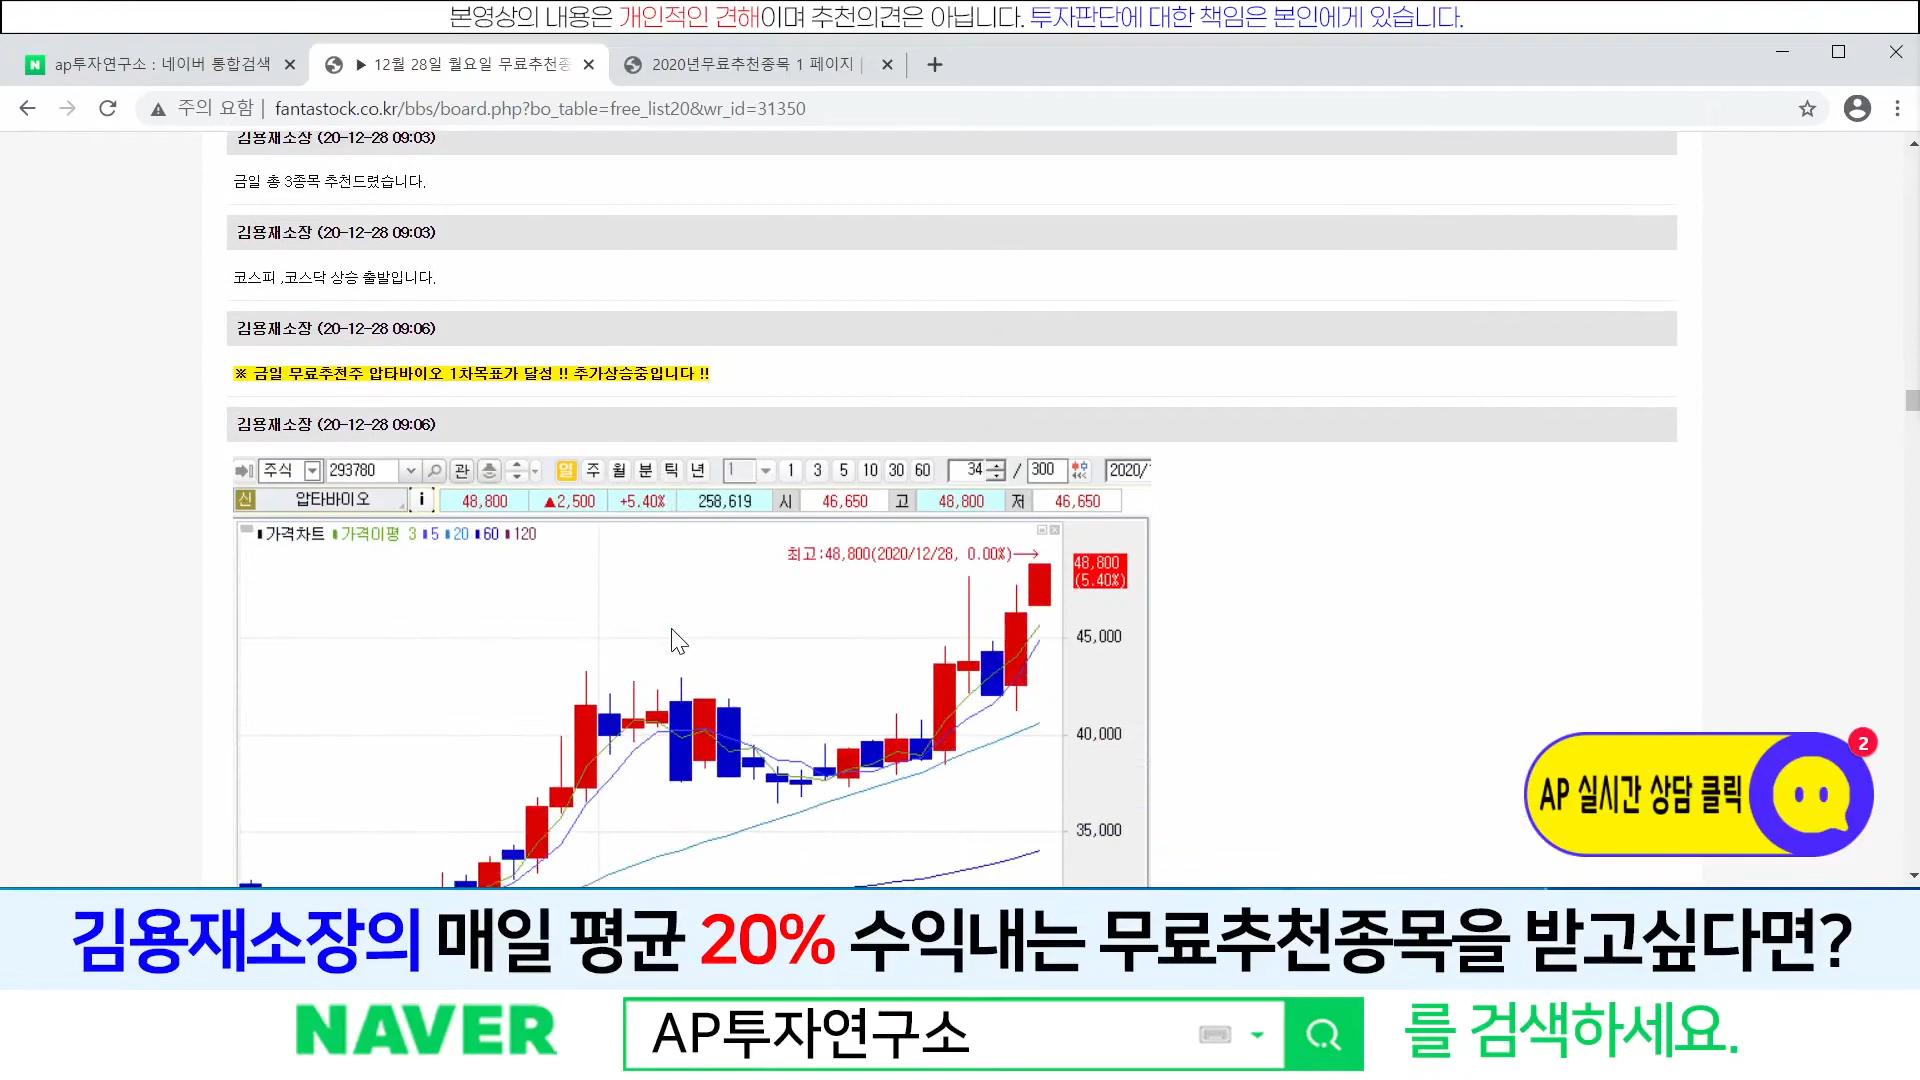 본영상의 내용은 개인적인 견해이며 추천의견은 아닙니다. 투자판단에 대한 책임은 본인에게 있습니다.
ap투자연구소 : 네이버 통합검색
▶ 12월 28일 월요일 무료추천종
2020년무료추천종목 1 페이지 |
주의 요함 | fantastock.co.kr/bbs/board.php?bo_table=free_list20&wr_id=31350
김용재소장 (20-12-28 09:03)
금일 총 3종목 추천드렸습니다.
김용재소장 (20-12-28 09:03)
코스피 ,코스닥 상승 출발입니다.
김용재소장 (20-12-28 09:06)
※ 금일 무료추천주 압타바이오 1차목표가 달성 !! 추가상승중입니다 !!
김용재소장 (20-12-28 09:06)
주식 293780 관 일 주 월 분 틱 년 1 1 3 5 10 30 60 34 / 300 2020/
신 압타바이오 i 48,800 ▲2,500 +5.40% 258,619 시 46,650 고 48,800 저 46,650
가격차트 가격이평 3 5 20 60 120
최고:48,800(2020/12/28, 0.00%)→
48,800
(5.40%)
45,000
40,000
35,000
2
AP 실시간 상담 클릭
김용재소장의 매일 평균 20% 수익내는 무료추천종목을 받고싶다면?
NAVER AP투자연구소 를 검색하세요.